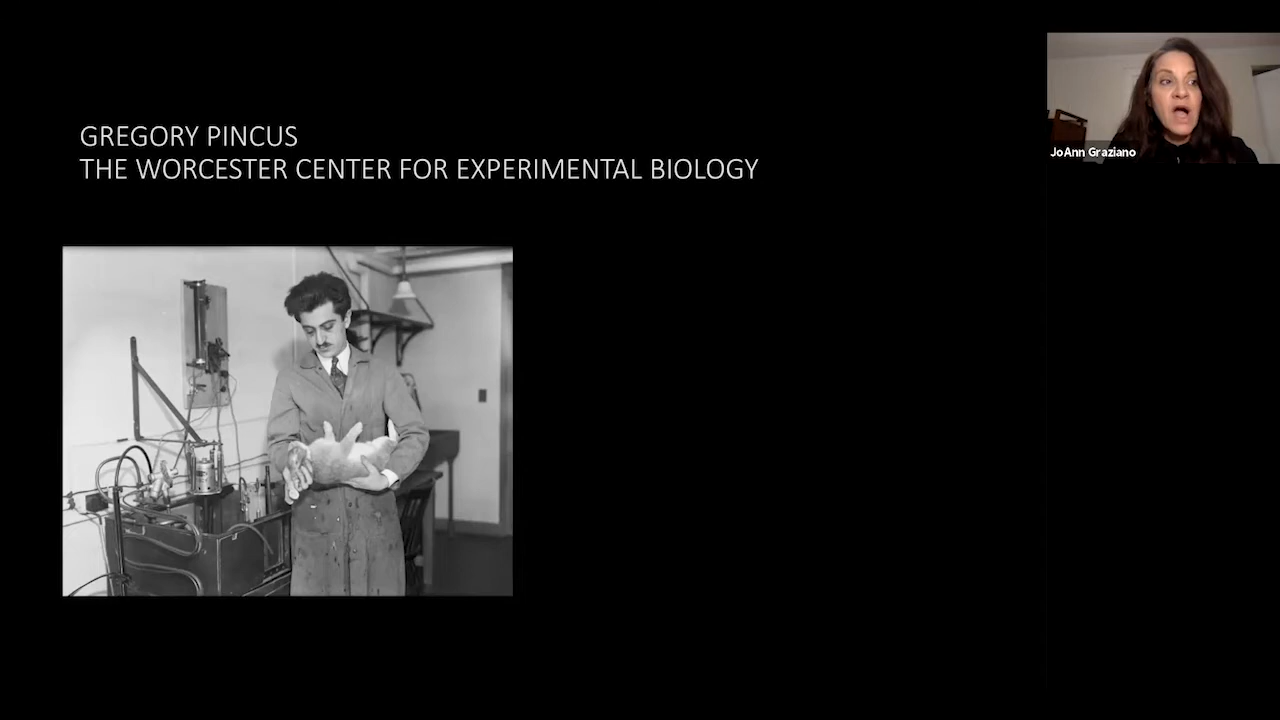 GREGORY PINCUS
THE WORCESTER CENTER FOR EXPERIMENTAL BIOLOGY
JoAnn Graziano